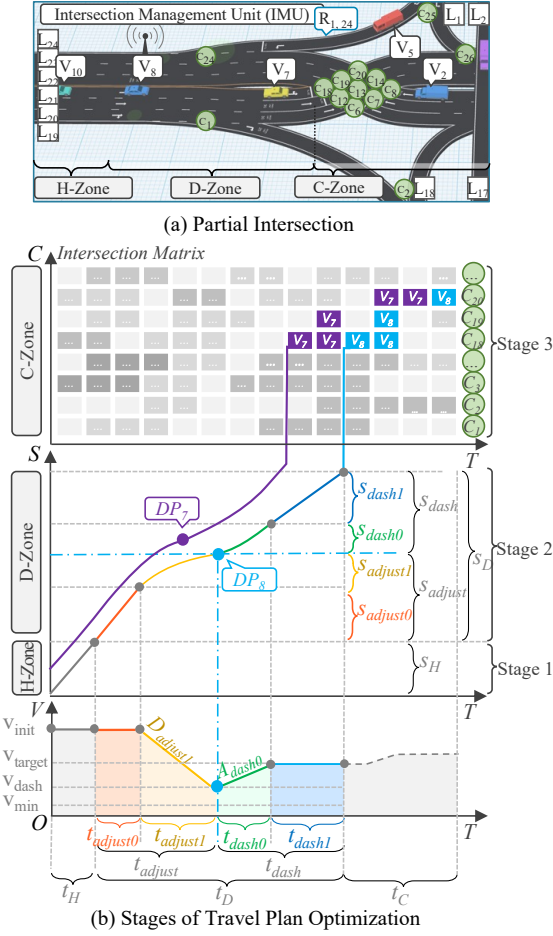 Intersection Management Unit (IMU)
R1, 24
C25
L1
L2
L24
L23
L22
L21
L20
L19
V10
V8
C24
V7
V5
V2
C26
C20
C19
C14
C18
C13
C8
C12
C7
C6
C1
C2
L18
L17
H-Zone
D-Zone
C-Zone
(a) Partial Intersection
C
Intersection Matrix
C-Zone
... ... ... ... ... ... ...
... ... ... V7 V7 V8 C20
... ... V7 V8 C19
... ... ... V7 V7 V8 V8 C18
... ... ... ... ... ... ... ...
... ... ... ... ... ... C3
... ... ... ... ... C2
... ... ... ... C1
Stage 3
T
S
D-Zone
DP7
DP8
sdash1
sdash0
sadjust1
sadjust0
sdash
sadjust
sD
Stage 2
H-Zone
sH
Stage 1
T
V
vinit
vtarget
vdash
vmin
Dadjust1
Adash0
O
T
tadjust0
tadjust1
tdash0
tdash1
tadjust
tdash
tH
tD
tC
(b) Stages of Travel Plan Optimization